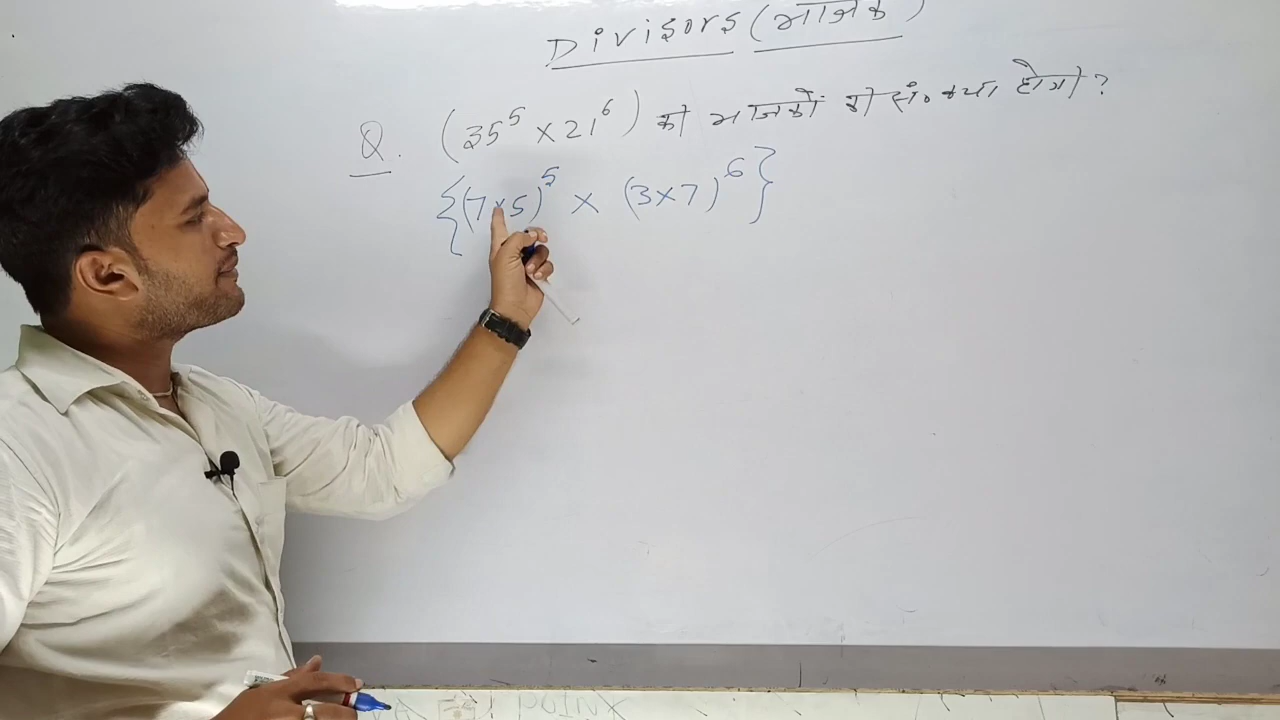 Divisors (भाजक)
Q. (35⁵ × 21⁶) के भाजकों की संख्या होगी?
{(7×5)⁵ × (3×7)⁶}